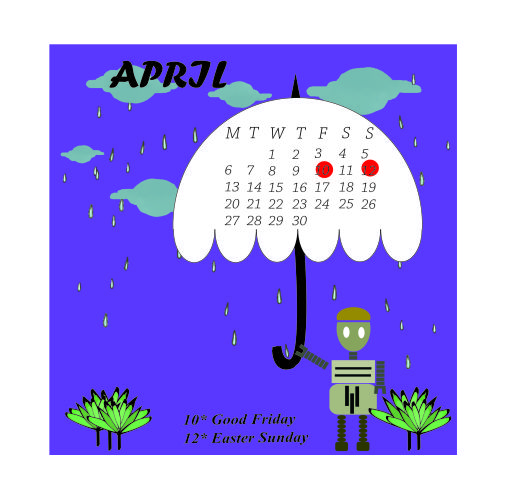 APRIL
M T W T F S S
1 2 3 4 5
6 7 8 9 10 11 12
13 14 15 16 17 18 19
20 21 22 23 24 25 26
27 28 29 30
10* Good Friday
12* Easter Sunday